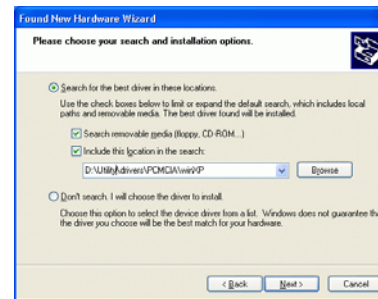 Found New Hardware Wizard
Please choose your search and installation options.
Search for the best driver in these locations.
Use the check boxes below to limit or expand the default search, which includes local
paths and removable media. The best driver found will be installed.
Search removable media (floppy, CD-ROM...)
Include this location in the search:
D:\Utility\drivers\PCMCIA\winXP
Browse
Don't search. I will choose the driver to install.
Choose this option to select the device driver from a list. Windows does not guarantee tha
the driver you choose will be the best match for your hardware.
< Back Next > Cancel